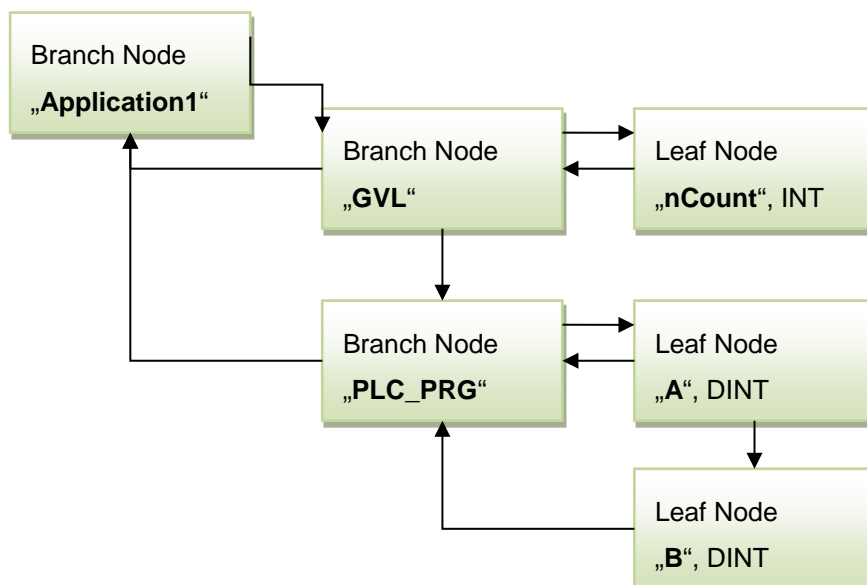 Branch Node
„Application1“
Branch Node
„GVL“
Leaf Node
„nCount“, INT
Branch Node
„PLC_PRG“
Leaf Node
„A“, DINT
Leaf Node
„B“, DINT